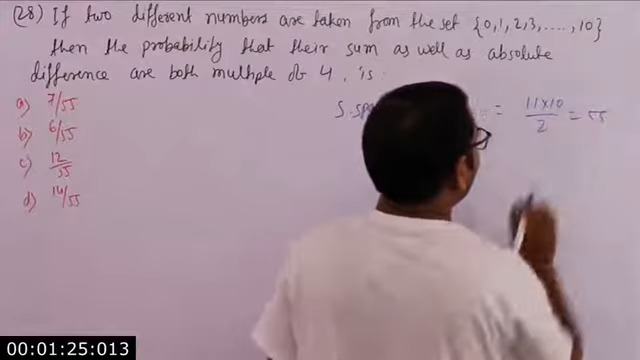 (28) If two different numbers are taken from the set {0,1,2,3,....,10}
then the probability that their sum as well as absolute
difference are both multiple of 4, is:
a) 7/55
b) 6/55
c) 12/55
d) 14/55
= 11×10/2 = 55
00:01:25:013